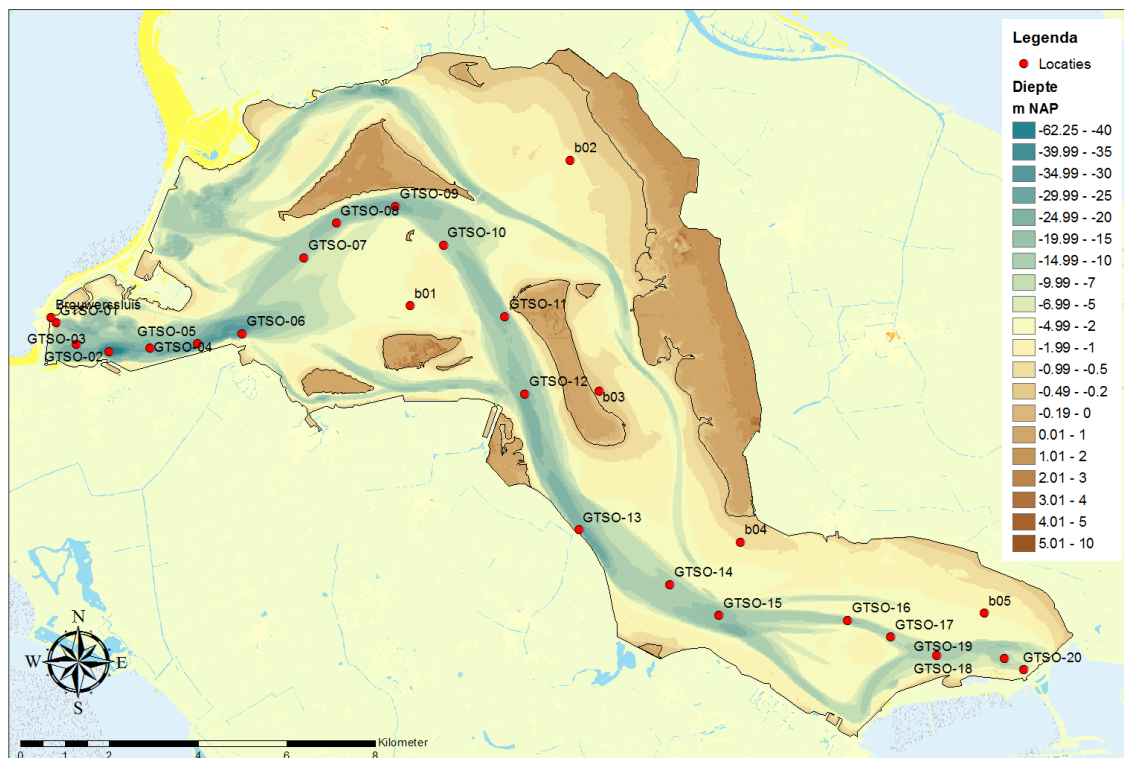 Legenda
Locaties
Diepte
m NAP
-62.25 - -40
-39.99 - -35
-34.99 - -30
-29.99 - -25
-24.99 - -20
-19.99 - -15
-14.99 - -10
-9.99 - -7
-6.99 - -5
-4.99 - -2
-1.99 - -1
-0.99 - -0.5
-0.49 - -0.2
-0.19 - 0
0.01 - 1
1.01 - 2
2.01 - 3
3.01 - 4
4.01 - 5
5.01 - 10
b02
GTSO-09
GTSO-08
GTSO-07
GTSO-10
b01
Brouwerssluis
GTSO-01
GTSO-11
GTSO-03
GTSO-05
GTSO-06
GTSO-02
GTSO-04
GTSO-12
b03
GTSO-13
b04
GTSO-14
GTSO-15
b05
GTSO-16
GTSO-17
GTSO-19
GTSO-18
GTSO-20
N
W E
S
Kilometer
0 1 2 4 6 8